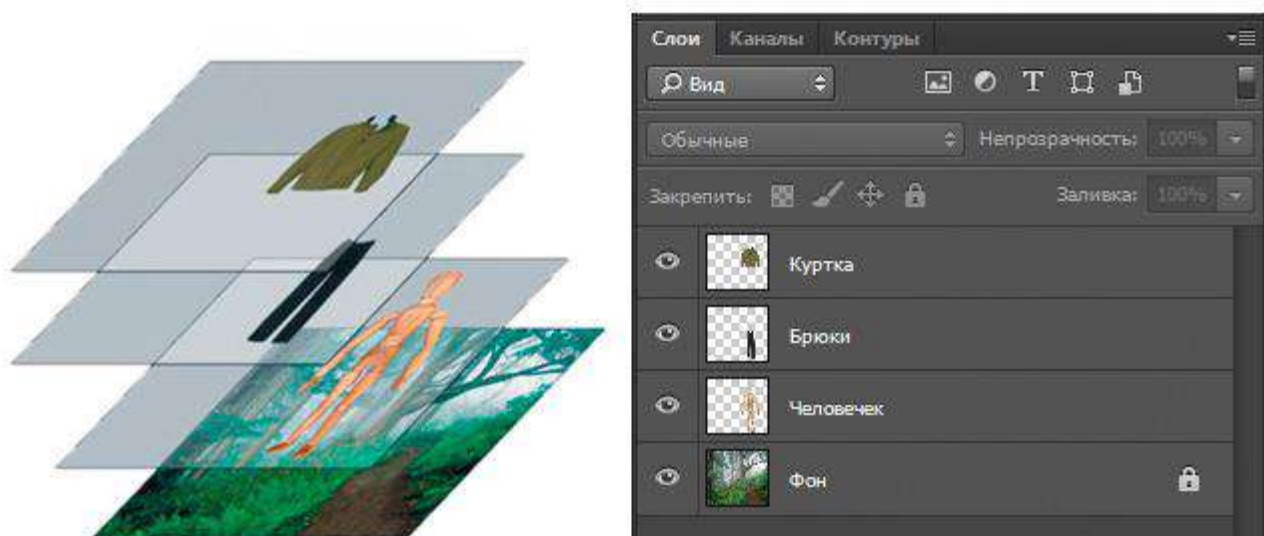 Слои Каналы Контуры
Вид T
Обычные Непрозрачность: 100%
Закрепить: Заливка: 100%
Куртка
Брюки
Человечек
Фон